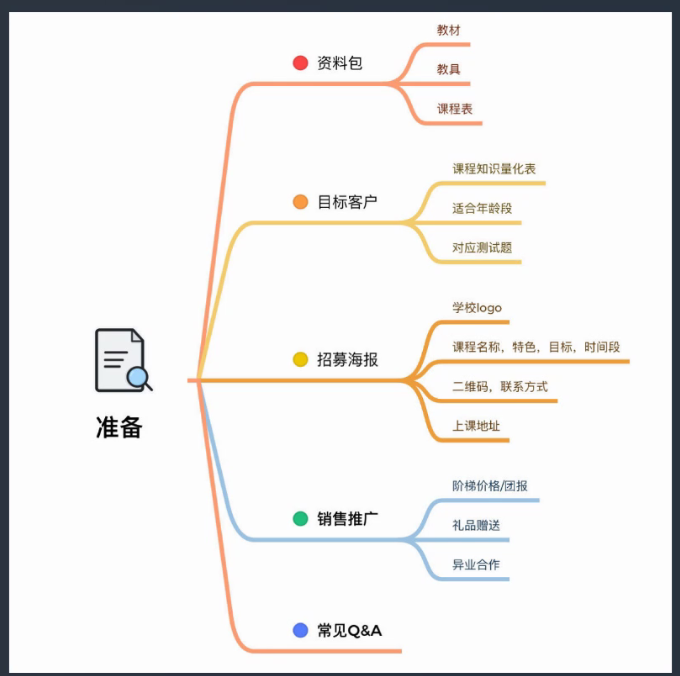 资料包
教材
教具
课程表
目标客户
课程知识量化表
适合年龄段
对应测试题
准备
招募海报
学校logo
课程名称，特色，目标，时间段
二维码，联系方式
上课地址
销售推广
阶梯价格/团报
礼品赠送
异业合作
常见Q&A